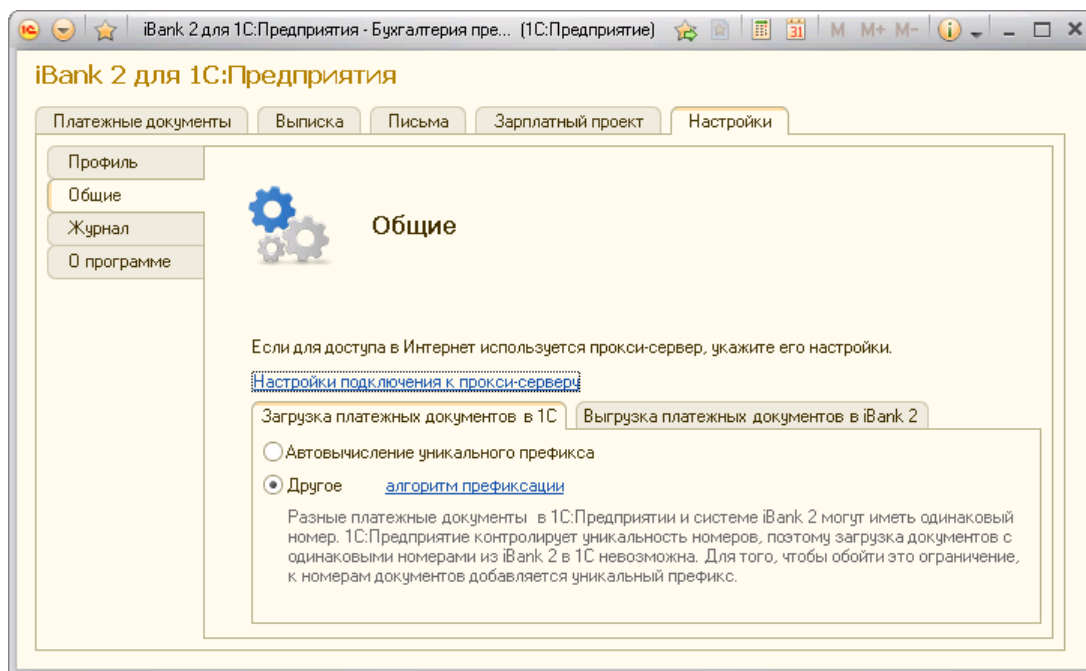 iBank 2 для 1С:Предприятия - Бухгалтерия пре... (1С:Предприятие) 31 M M+ M-
iBank 2 для 1С:Предприятия
Платежные документы Выписка Письма Зарплатный проект Настройки
Профиль
Общие
Журнал
О программе
Общие
Если для доступа в Интернет используется прокси-сервер, укажите его настройки.
Настройки подключения к прокси-серверу
Загрузка платежных документов в 1С Выгрузка платежных документов в iBank 2
Автовычисление уникального префикса
Другое алгоритм префиксации
Разные платежные документы в 1С:Предприятии и системе iBank 2 могут иметь одинаковый
номер. 1С:Предприятие контролирует уникальность номеров, поэтому загрузка документов с
одинаковыми номерами из iBank 2 в 1С невозможна. Для того, чтобы обойти это ограничение,
к номерам документов добавляется уникальный префикс.